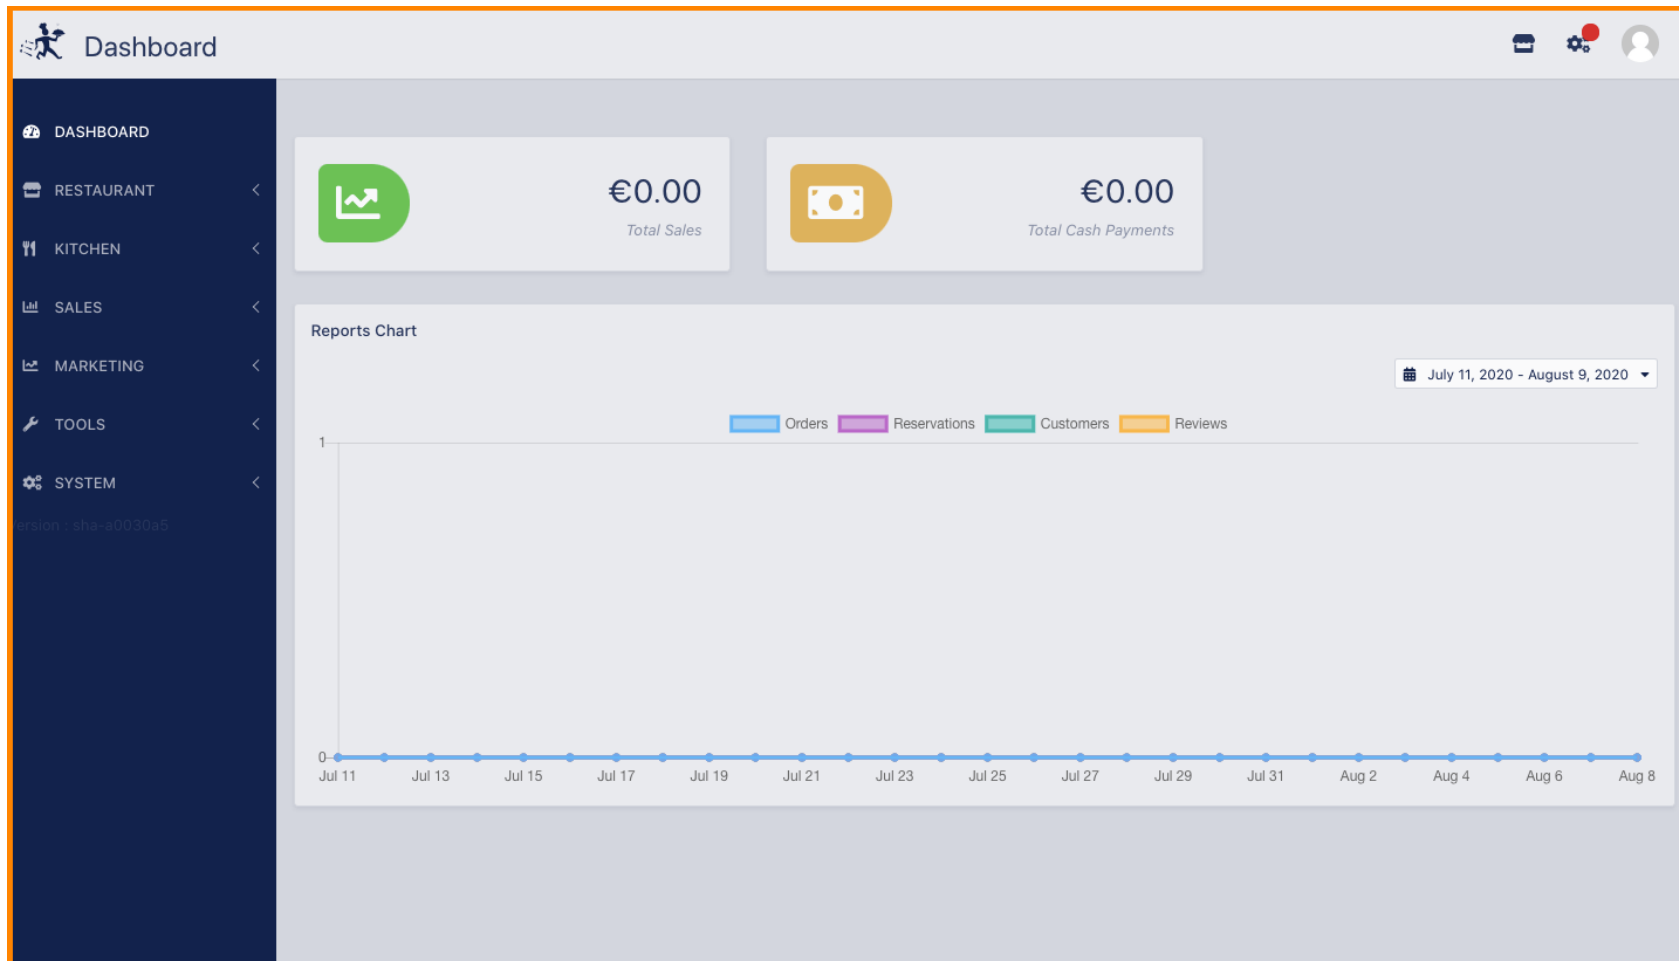 Dashboard
DASHBOARD
RESTAURANT
KITCHEN
SALES
MARKETING
TOOLS
SYSTEM
Version : sha-a0030a5
€0.00
Total Sales
€0.00
Total Cash Payments
Reports Chart
July 11, 2020 - August 9, 2020
Orders Reservations Customers Reviews
1
0
Jul 11 Jul 13 Jul 15 Jul 17 Jul 19 Jul 21 Jul 23 Jul 25 Jul 27 Jul 29 Jul 31 Aug 2 Aug 4 Aug 6 Aug 8